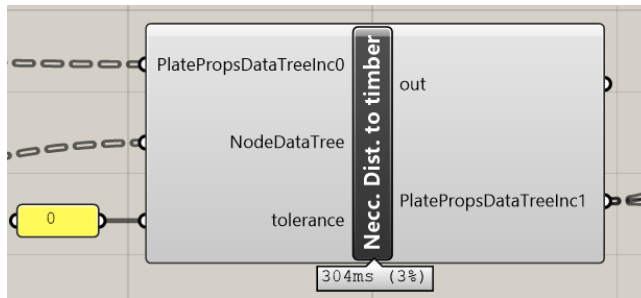 PlatePropsDataTreeInc0
NodeDataTree
0
tolerance
Necc. Dist. to timber
out
PlatePropsDataTreeInc1
304ms (3%)